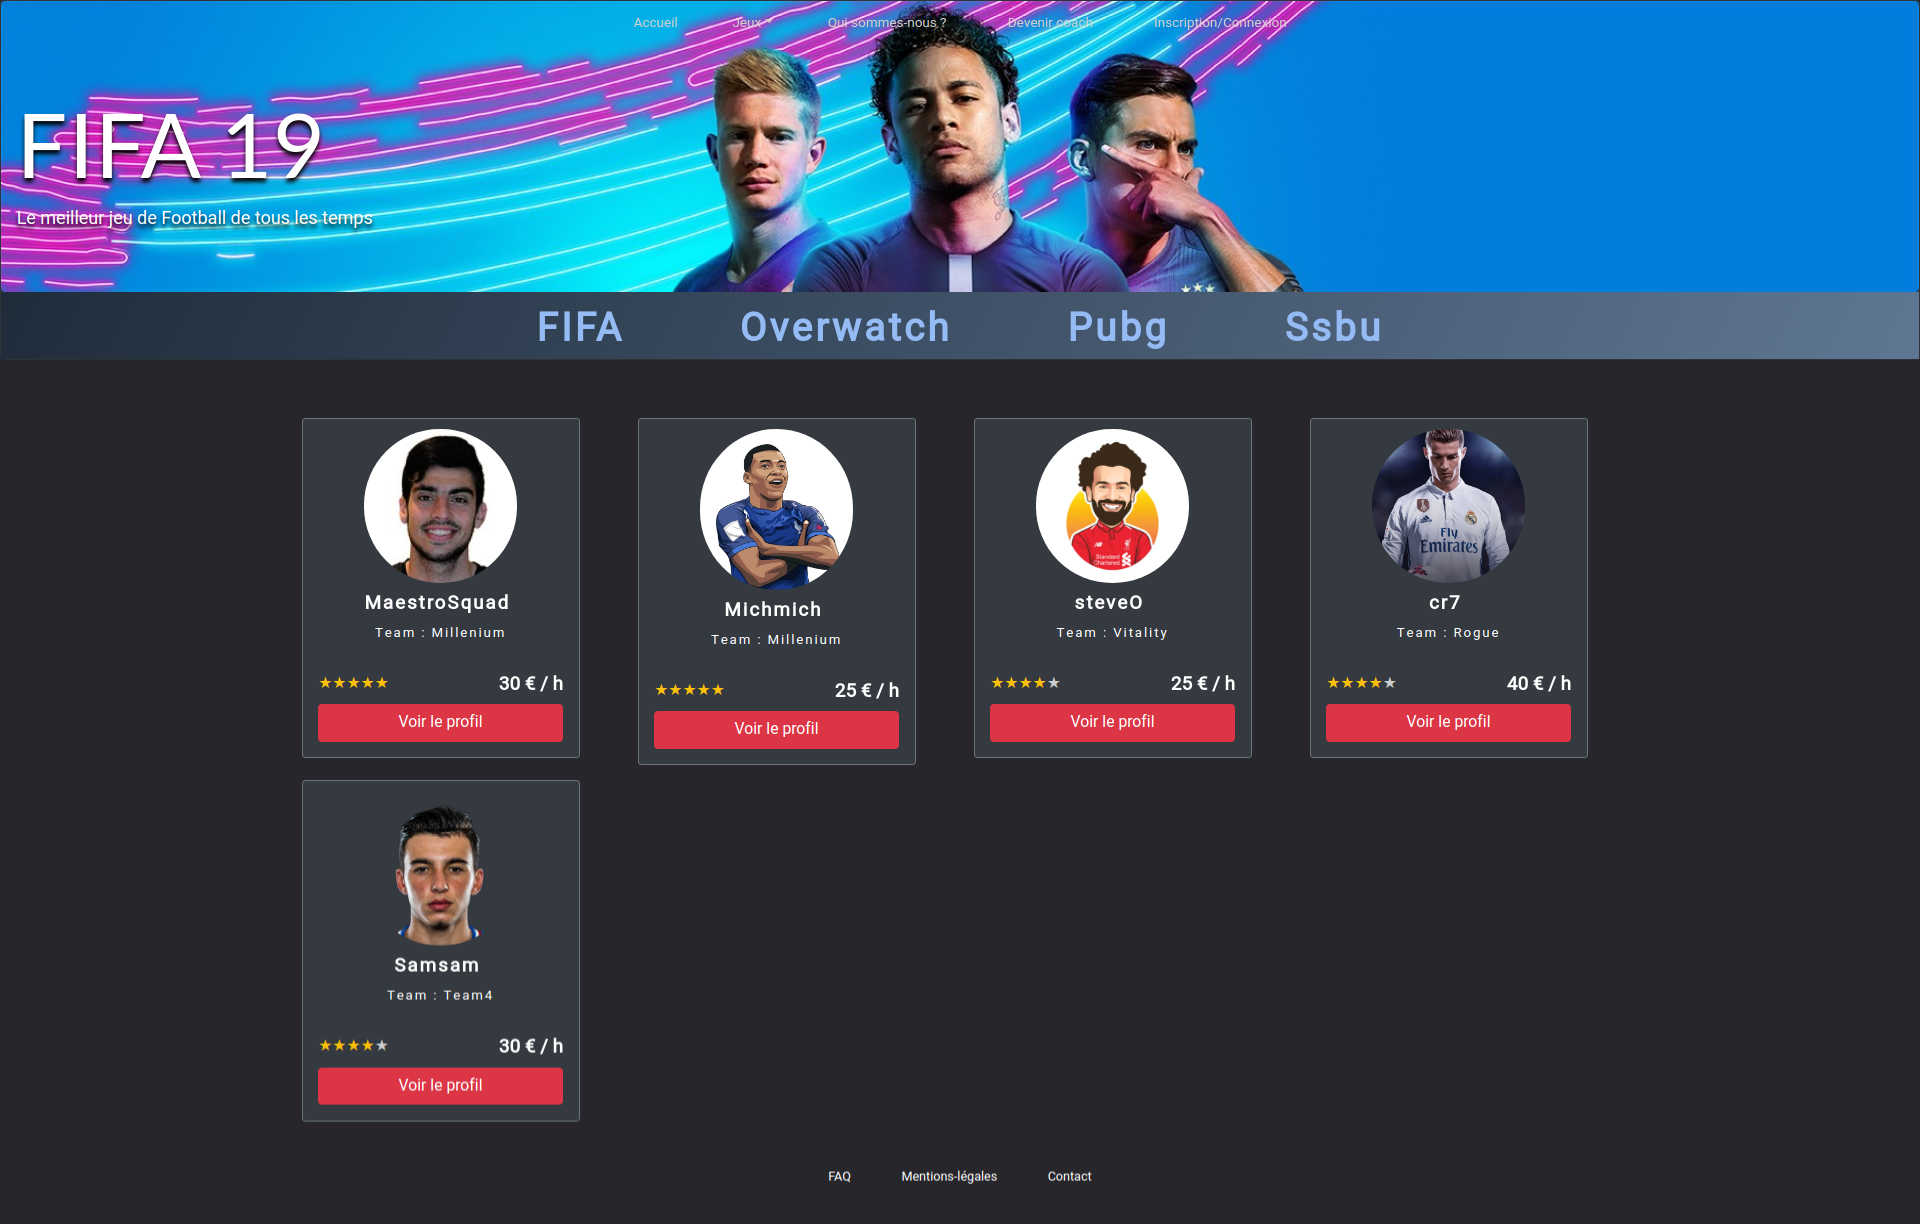 Accueil Jeux Qui sommes-nous ? Devenir coach Inscription/Connexion
FIFA 19
Le meilleur jeu de Football de tous les temps
FIFA Overwatch Pubg Ssbu
MaestroSquad
Team : Millenium
★★★★★ 30 € / h
Voir le profil
Michmich
Team : Millenium
★★★★★ 25 € / h
Voir le profil
Standard
Chartered
steveO
Team : Vitality
★★★★★ 25 € / h
Voir le profil
Fly
Emirates
cr7
Team : Rogue
★★★★★ 40 € / h
Voir le profil
Samsam
Team : Team4
★★★★★ 30 € / h
Voir le profil
FAQ Mentions-légales Contact